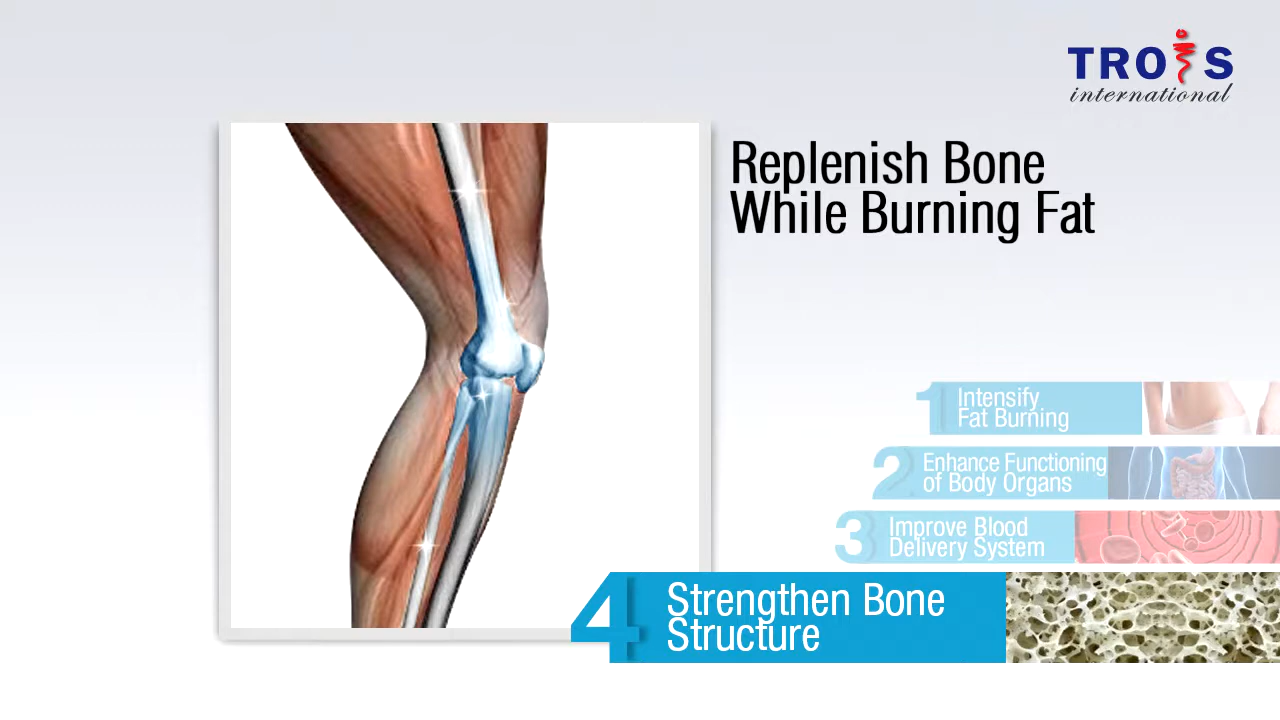 TROIS
international
Replenish Bone
While Burning Fat
1 Intensify
Fat Burning
2 Enhance Functioning
of Body Organs
3 Improve Blood
Delivery System
4 Strengthen Bone
Structure